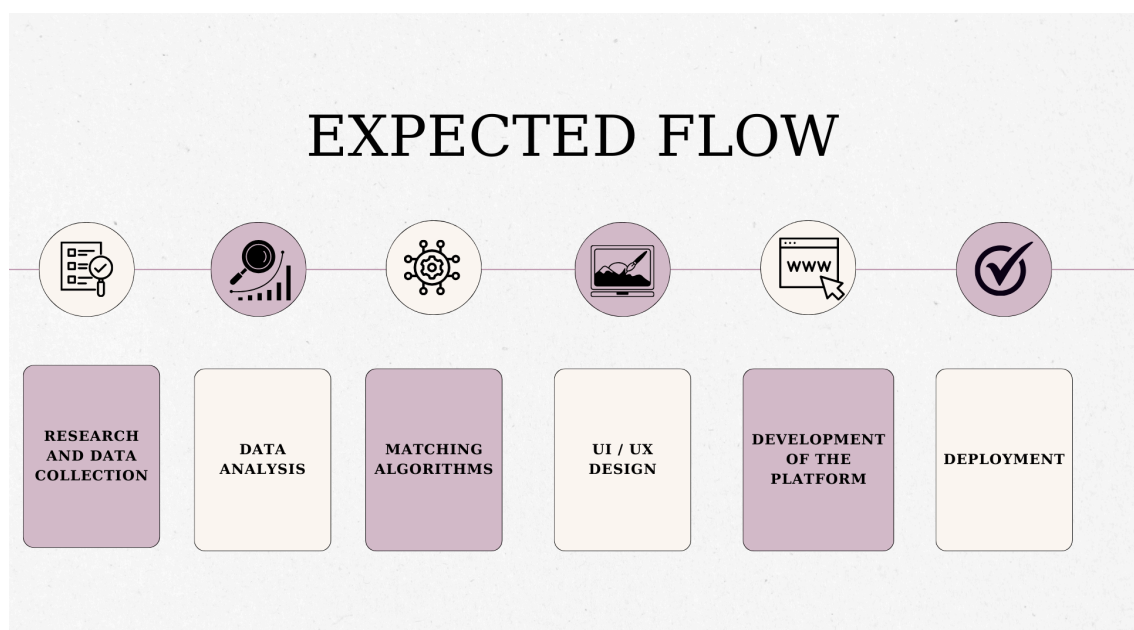 EXPECTED FLOW
WWW
RESEARCH
AND DATA
COLLECTION
DATA
ANALYSIS
MATCHING
ALGORITHMS
UI / UX
DESIGN
DEVELOPMENT
OF THE
PLATFORM
DEPLOYMENT